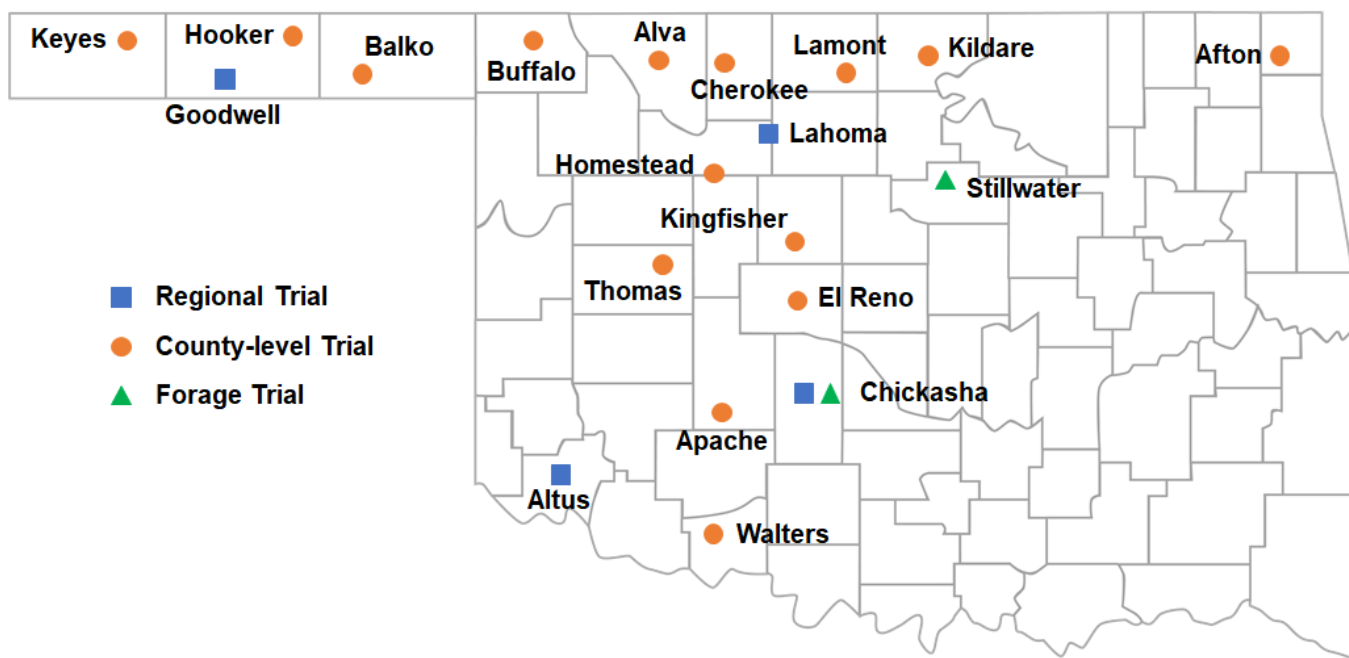 Keyes
Hooker
Balko
Goodwell
Buffalo
Alva
Cherokee
Lamont
Kildare
Afton
Lahoma
Homestead
Stillwater
Kingfisher
Thomas
El Reno
Regional Trial
County-level Trial
Forage Trial
Chickasha
Apache
Altus
Walters